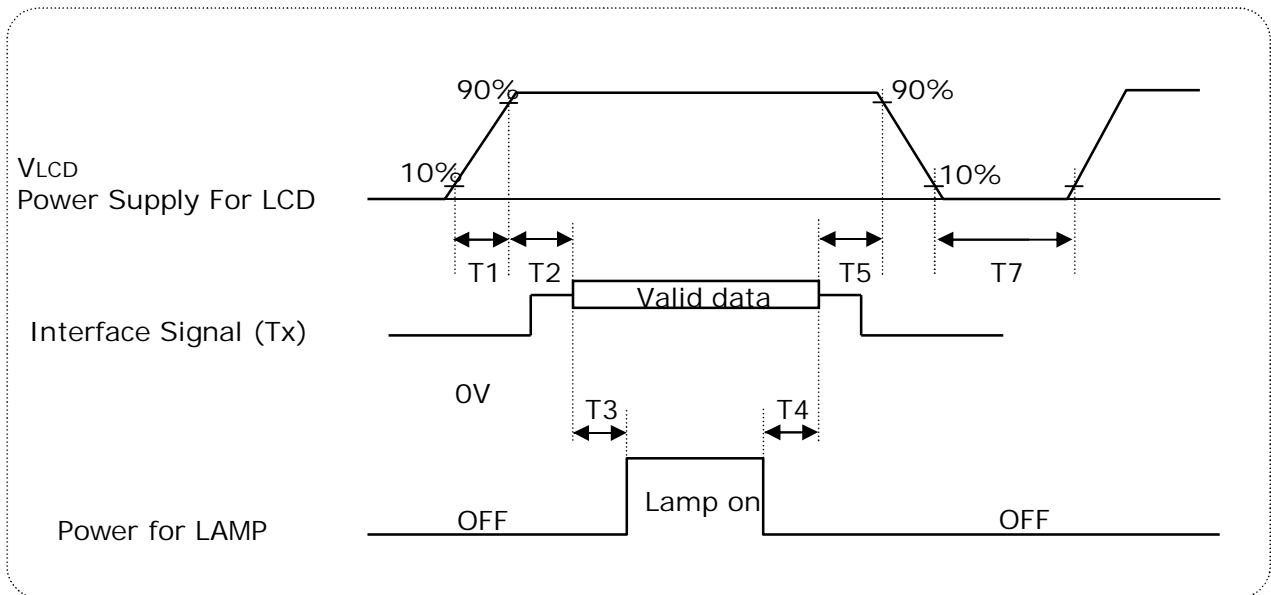 90%
90%
VLCD
10%
10%
Power Supply For LCD
T1
T2
T5
T7
Valid data
Interface Signal (Tx)
0V
T3
T4
Lamp on
Power for LAMP
OFF
OFF